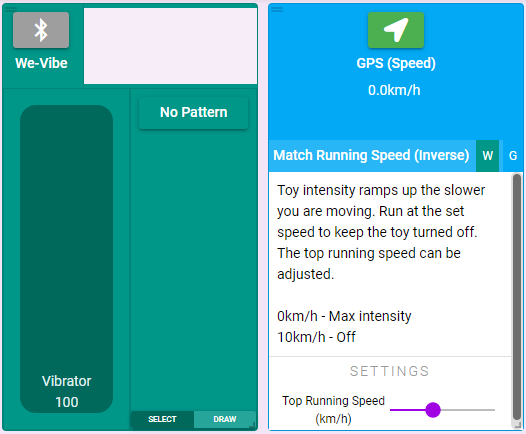 We-Vibe
No Pattern
Vibrator
100
SELECT
DRAW
GPS (Speed)
0.0km/h
Match Running Speed (Inverse)
W
G
Toy intensity ramps up the slower
you are moving. Run at the set
speed to keep the toy turned off.
The top running speed can be
adjusted.
0km/h - Max intensity
10km/h - Off
SETTINGS
Top Running Speed
(km/h)